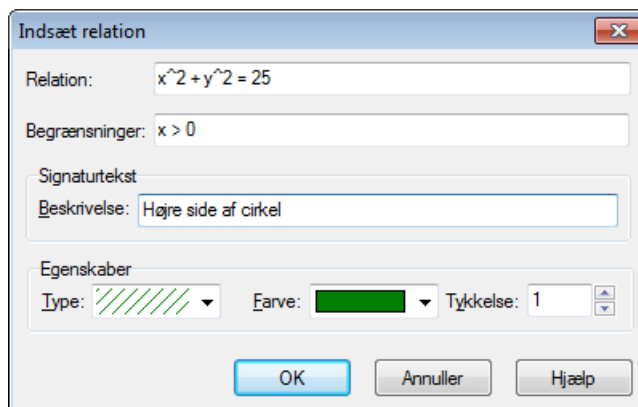 Indsæt relation
Relation: x^2 + y^2 = 25
Begrænsninger: x > 0
Signaturtekst
Beskrivelse: Højre side af cirkel
Egenskaber
Type: Farve: Tykkelse: 1
OK Annuller Hjælp